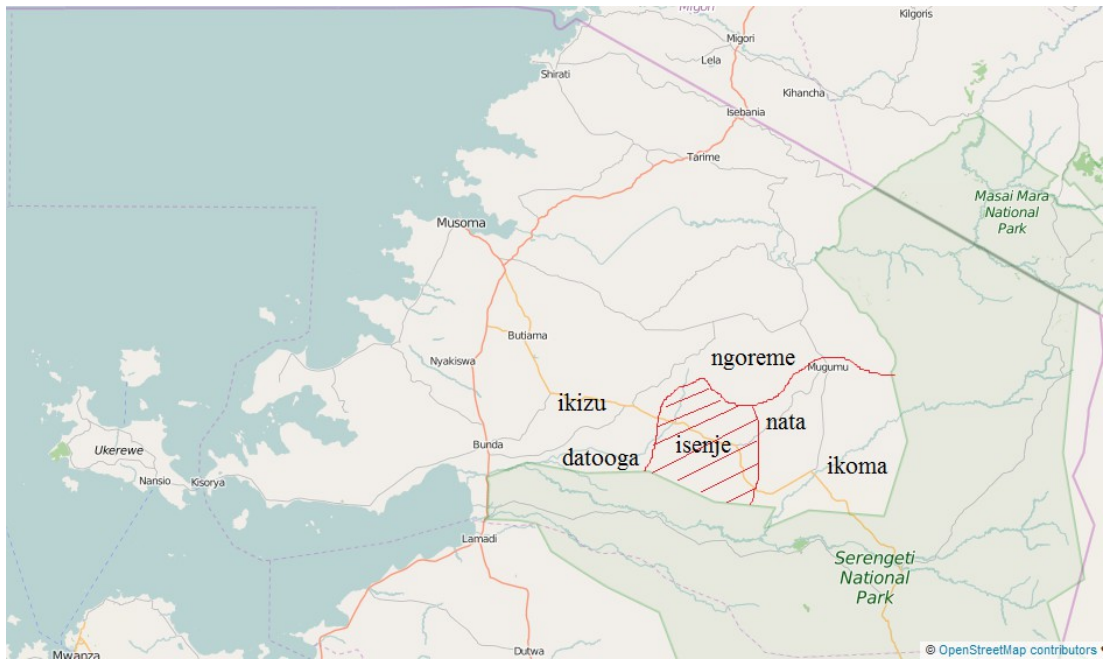 Migori
Kilgoris
Migori
Lela
Shirati
Kihancha
Isebania
Tarime
Masai Mara
National
Park
Musoma
Butiama
Nyakiswa
ngoreme
Mugumu
ikizu
nata
isenje
Bunda
Ukerewe
datooga
ikoma
Nansio
Kisorya
Lamadi
Serengeti
National
Park
Dutwa
Mwanza
© OpenStreetMap contributors